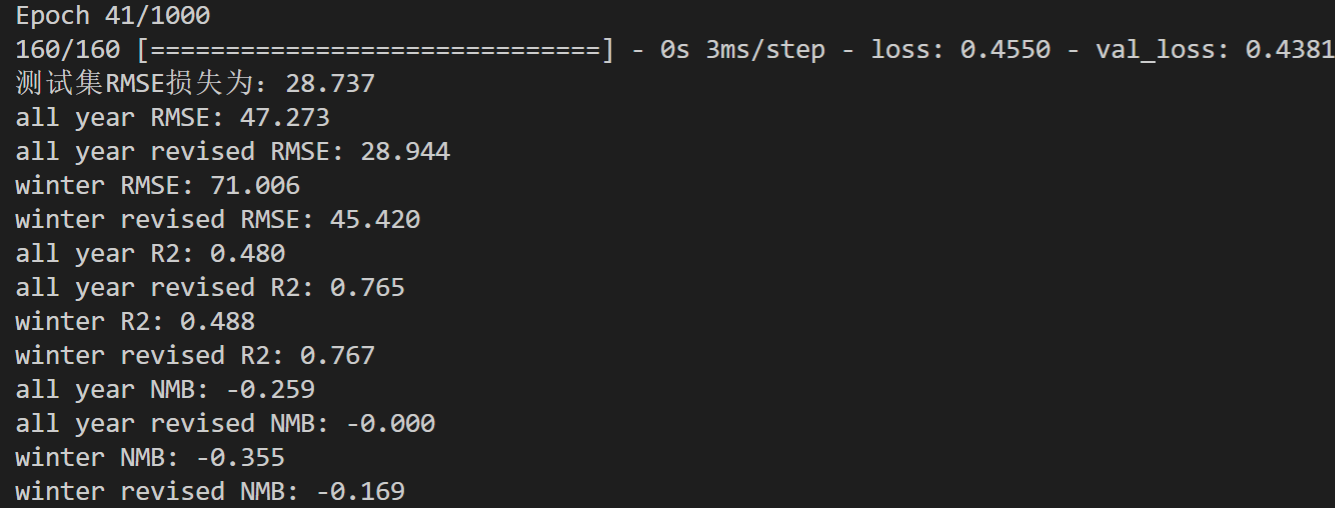 Epoch 41/1000
160/160 [==============================] - 0s 3ms/step - loss: 0.4550 - val_loss: 0.4381
测试集RMSE损失为：28.737
all year RMSE: 47.273
all year revised RMSE: 28.944
winter RMSE: 71.006
winter revised RMSE: 45.420
all year R2: 0.480
all year revised R2: 0.765
winter R2: 0.488
winter revised R2: 0.767
all year NMB: -0.259
all year revised NMB: -0.000
winter NMB: -0.355
winter revised NMB: -0.169